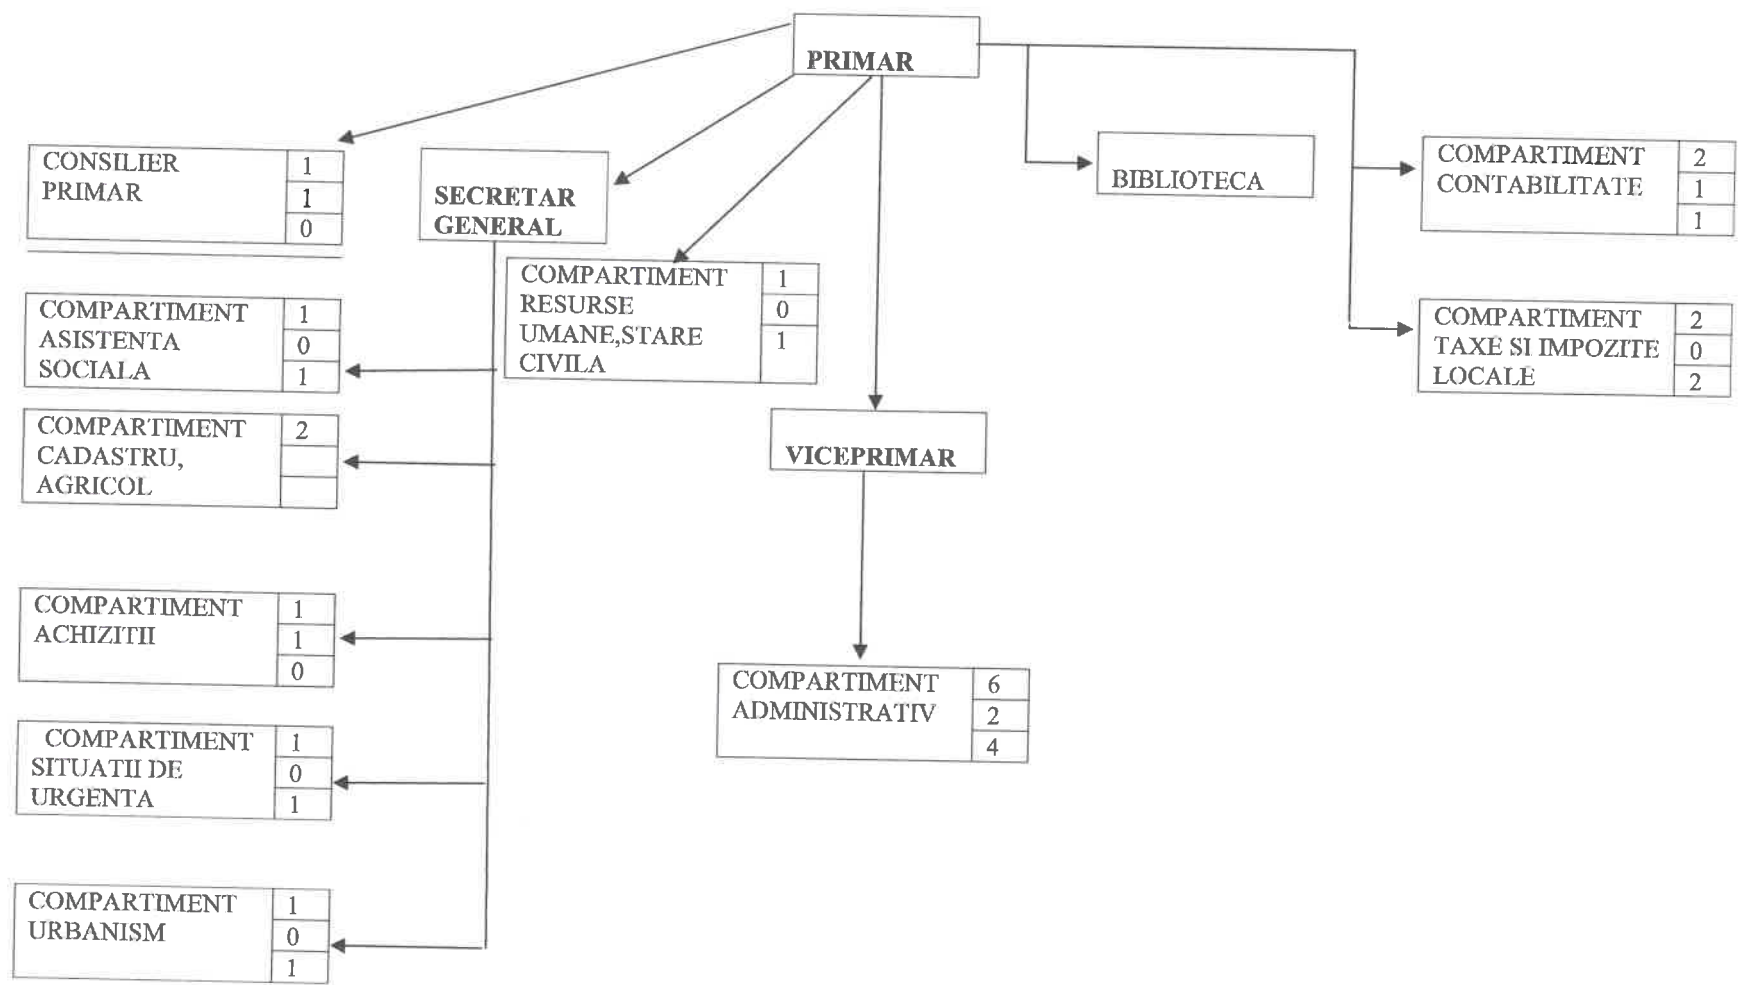 PRIMAR
CONSILIER
PRIMAR
1
1
0
SECRETAR
GENERAL
BIBLIOTECA
COMPARTIMENT
CONTABILITATE
2
1
1
COMPARTIMENT
RESURSE
UMANE,STARE
CIVILA
1
0
1
COMPARTIMENT
ASISTENTA
SOCIALA
1
0
1
COMPARTIMENT
TAXE SI IMPOZITE
LOCALE
2
0
2
COMPARTIMENT
CADASTRU,
AGRICOL
2
VICEPRIMAR
COMPARTIMENT
ACHIZITII
1
1
0
COMPARTIMENT
ADMINISTRATIV
6
2
4
COMPARTIMENT
SITUATII DE
URGENTA
1
0
1
COMPARTIMENT
URBANISM
1
0
1